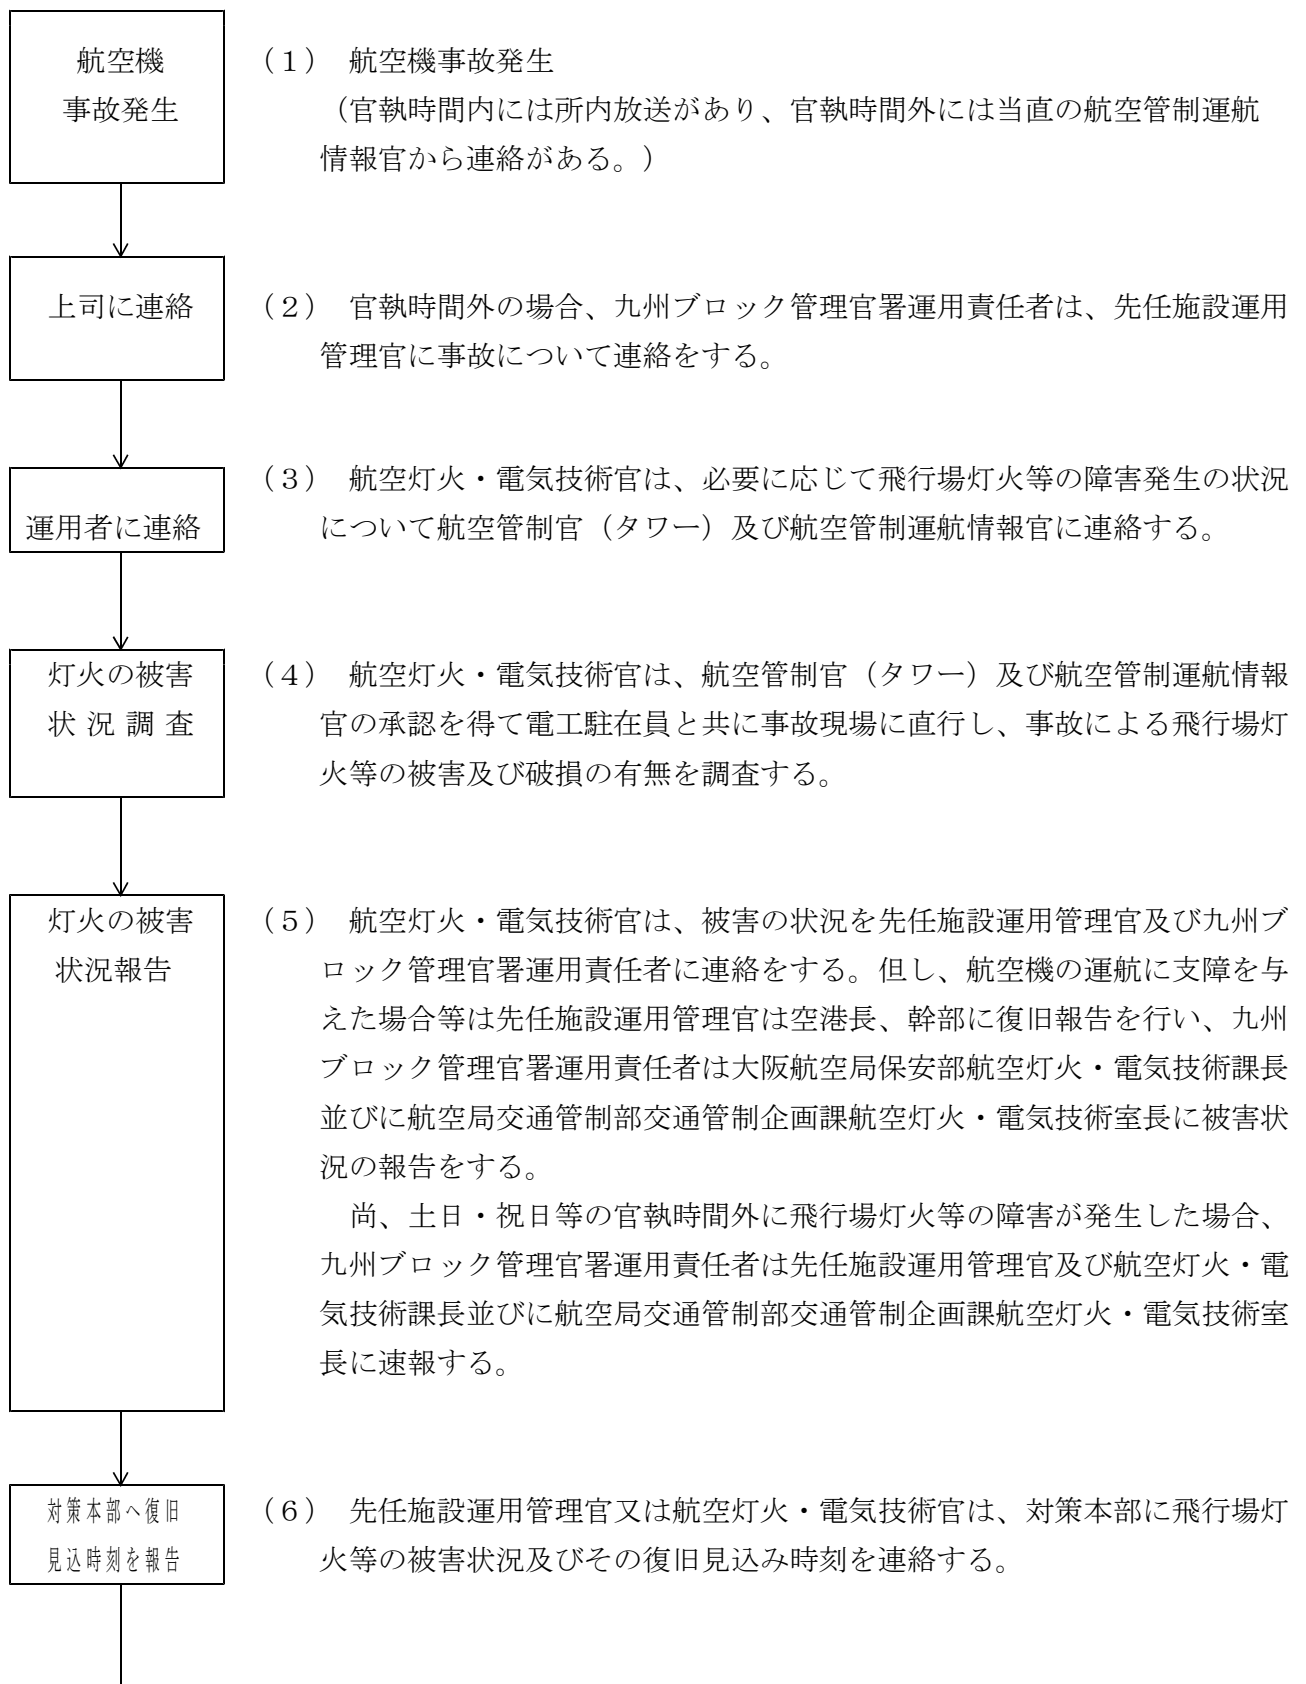 航空機
事故発生
（１） 航空機事故発生
（官執時間内には所内放送があり、官執時間外には当直の航空管制運航
情報官から連絡がある。）
上司に連絡
（２） 官執時間外の場合、九州ブロック管理官署運用責任者は、先任施設運用
管理官に事故について連絡をする。
運用者に連絡
（３） 航空灯火・電気技術官は、必要に応じて飛行場灯火等の障害発生の状況
について航空管制官（タワー）及び航空管制運航情報官に連絡する。
灯火の被害
状 況 調 査
（４） 航空灯火・電気技術官は、航空管制官（タワー）及び航空管制運航情報
官の承認を得て電工駐在員と共に事故現場に直行し、事故による飛行場灯
火等の被害及び破損の有無を調査する。
灯火の被害
状況報告
（５） 航空灯火・電気技術官は、被害の状況を先任施設運用管理官及び九州ブ
ロック管理官署運用責任者に連絡をする。但し、航空機の運航に支障を与
えた場合等は先任施設運用管理官は空港長、幹部に復旧報告を行い、九州
ブロック管理官署運用責任者は大阪航空局保安部航空灯火・電気技術課長
並びに航空局交通管制部交通管制企画課航空灯火・電気技術室長に被害状
況の報告をする。
尚、土日・祝日等の官執時間外に飛行場灯火等の障害が発生した場合、
九州ブロック管理官署運用責任者は先任施設運用管理官及び航空灯火・電
気技術課長並びに航空局交通管制部交通管制企画課航空灯火・電気技術室
長に速報する。
対策本部へ復旧
見込時刻を報告
（６） 先任施設運用管理官又は航空灯火・電気技術官は、対策本部に飛行場灯
火等の被害状況及びその復旧見込み時刻を連絡する。